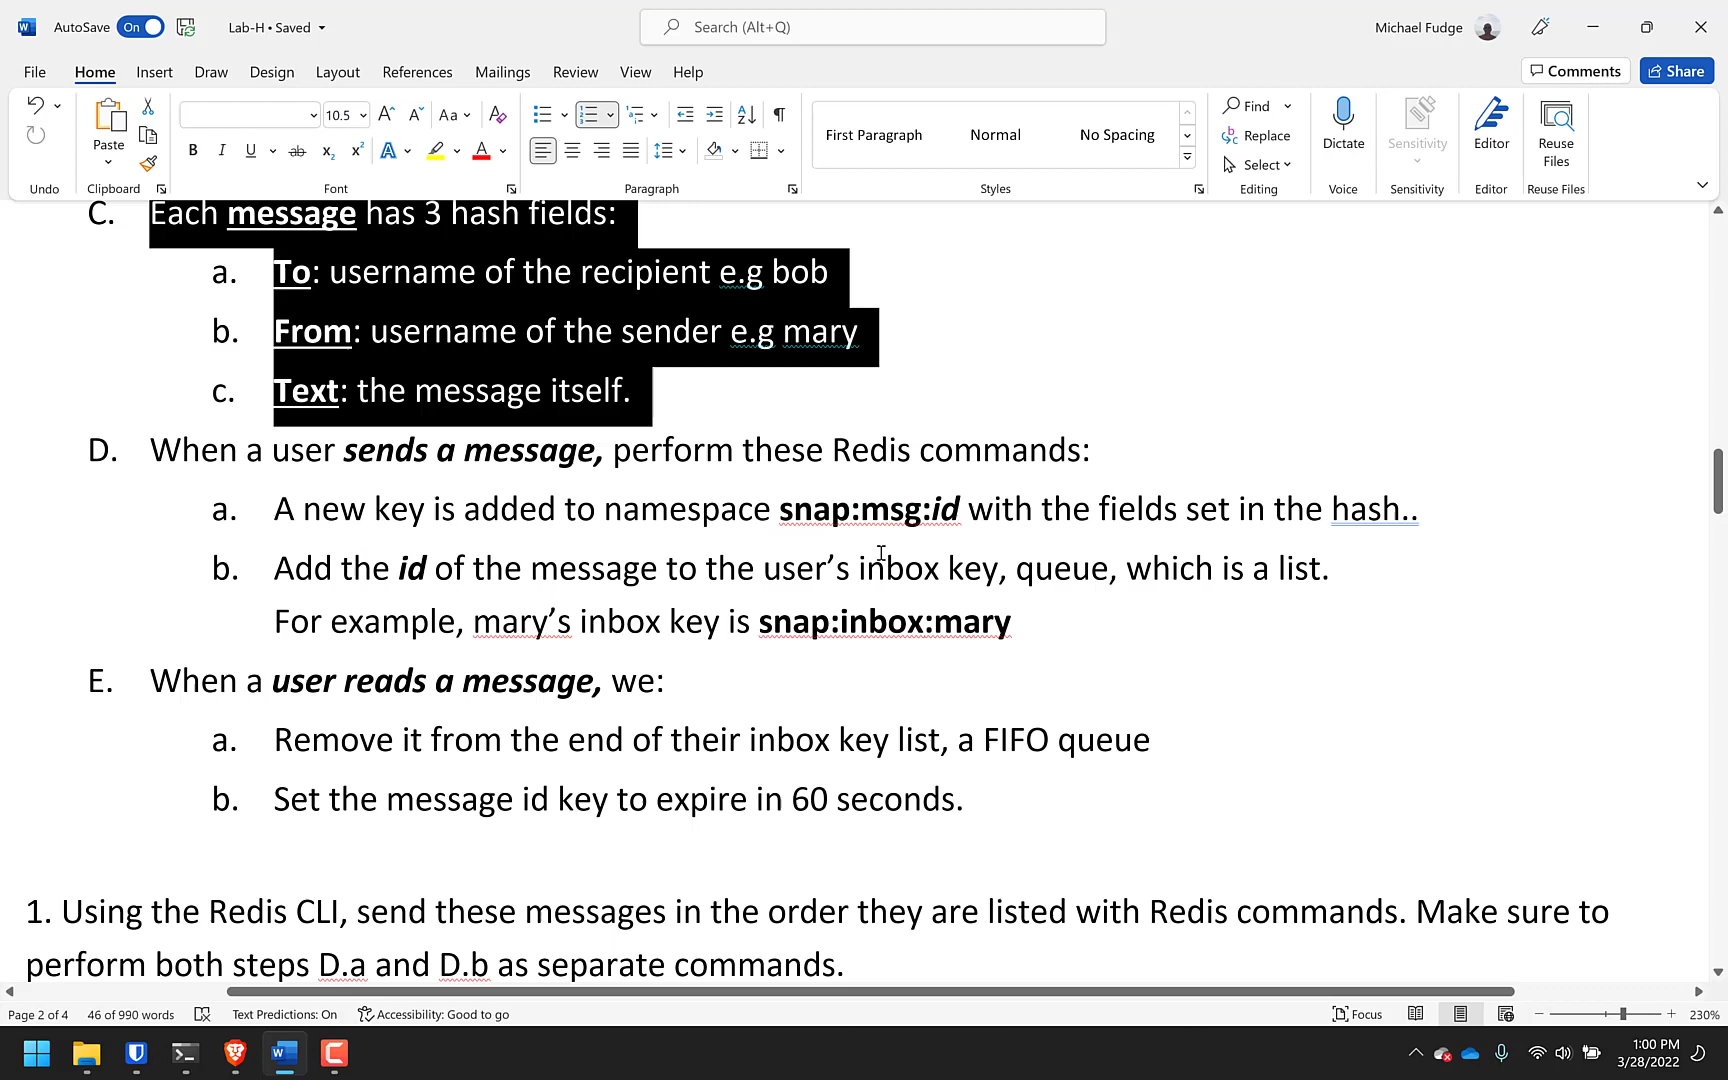 AutoSave On Lab-H • Saved Search (Alt+Q) Michael Fudge
File Home Insert Draw Design Layout References Mailings Review View Help Comments Share
Paste 10.5 Aa First Paragraph Normal No Spacing Find Replace Select Dictate Sensitivity Editor Reuse Files
Undo Clipboard Font Paragraph Styles Editing Voice Sensitivity Editor Reuse Files
C. Each message has 3 hash fields:
a. To: username of the recipient e.g bob
b. From: username of the sender e.g mary
c. Text: the message itself.
D. When a user sends a message, perform these Redis commands:
a. A new key is added to namespace snap:msg:id with the fields set in the hash..
b. Add the id of the message to the user’s inbox key, queue, which is a list.
For example, mary’s inbox key is snap:inbox:mary
E. When a user reads a message, we:
a. Remove it from the end of their inbox key list, a FIFO queue
b. Set the message id key to expire in 60 seconds.
1. Using the Redis CLI, send these messages in the order they are listed with Redis commands. Make sure to
perform both steps D.a and D.b as separate commands.
Page 2 of 4 46 of 990 words Text Predictions: On Accessibility: Good to go Focus 230%
1:00 PM
3/28/2022